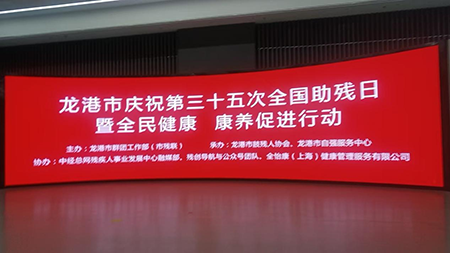 龙港市庆祝第三十五次全国助残日
暨全民健康 康养促进行动
主办：龙港市群团工作部（市残联） 承办：龙港市肢残人协会、龙港市自强服务中心
协办：中经总网残疾人事业发展中心融媒部、残创导航与公众号团队、全怡康（上海）健康管理服务有限公司